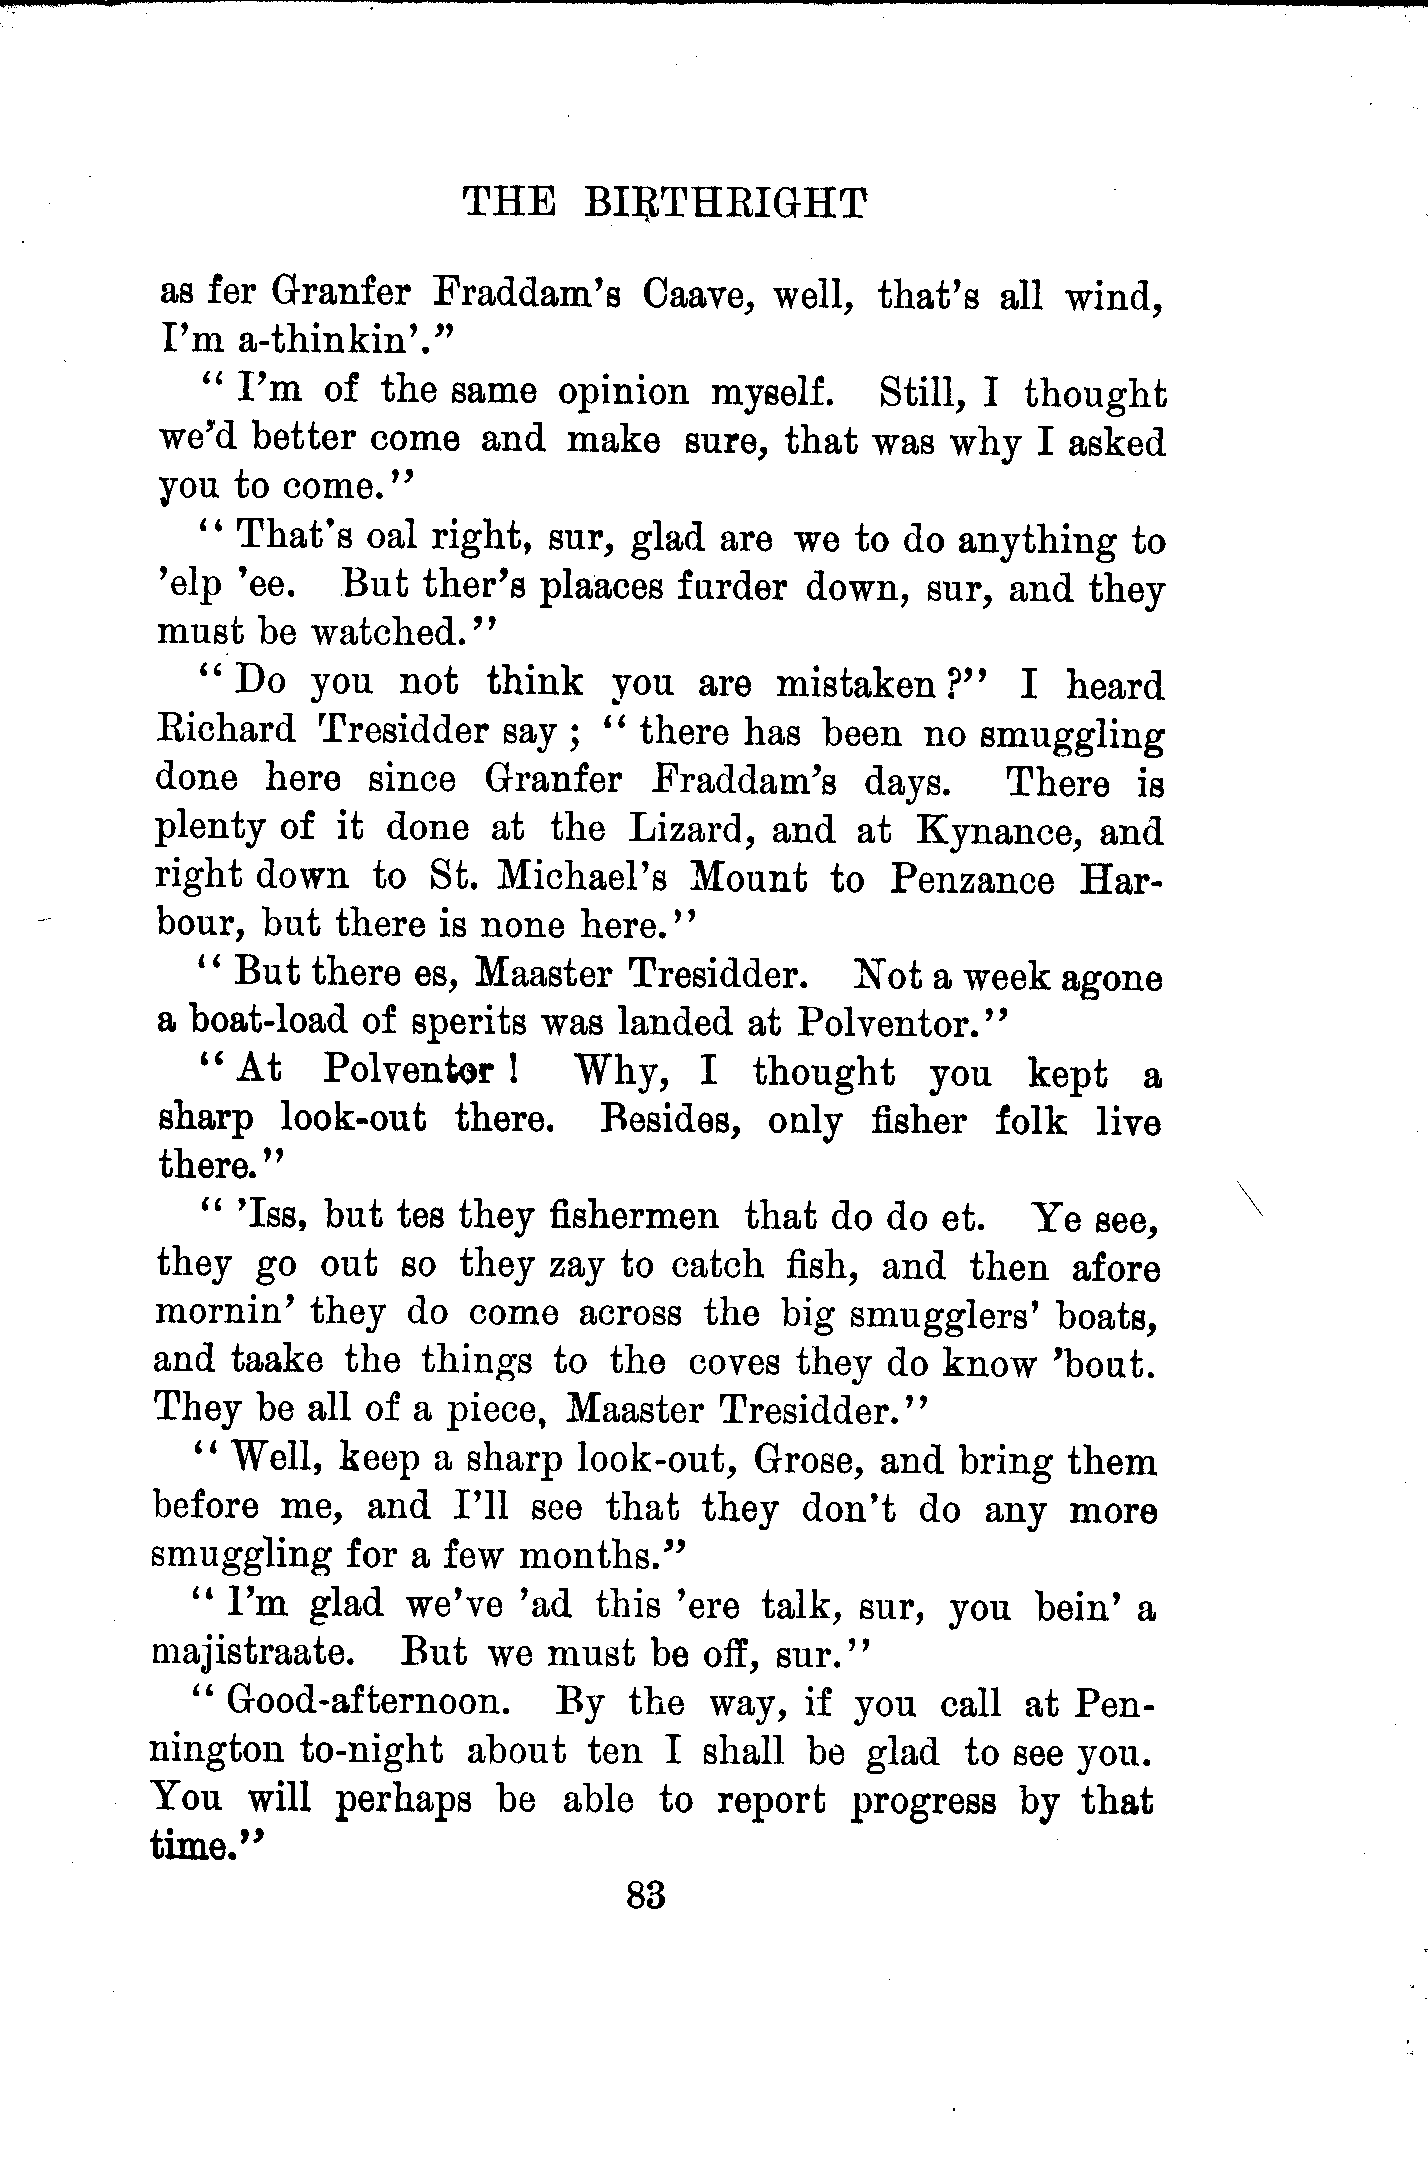 THE BIRTHRIGHT
as fer Granfer Fraddam's Caave, well, that's all wind,
I'm a-thinkin'."
"I'm of the same opinion myself. Still, I thought
we'd better come and make sure, that was why I asked
you to come."
"That's oal right, sur, glad are we to do anything to
'elp 'ee. But ther's plaaces furder down, sur, and they
must be watched."
"Do you not think you are mistaken?" I heard
Richard Tresidder say; "there has been no smuggling
done here since Granfer Fraddam's days. There is
plenty of it done at the Lizard, and at Kynance, and
right down to St. Michael's Mount to Penzance Har-
bour, but there is none here."
"But there es, Maaster Tresidder. Not a week agone
a boat-load of sperits was landed at Polventor."
"At Polventor! Why, I thought you kept a
sharp look-out there. Besides, only fisher folk live
there."
"'Iss, but tes they fishermen that do do et. Ye see,
they go out so they zay to catch fish, and then afore
mornin' they do come across the big smugglers' boats,
and taake the things to the coves they do know 'bout.
They be all of a piece, Maaster Tresidder."
"Well, keep a sharp look-out, Grose, and bring them
before me, and I'll see that they don't do any more
smuggling for a few months."
"I'm glad we've 'ad this 'ere talk, sur, you bein' a
majistraate. But we must be off, sur."
"Good-afternoon. By the way, if you call at Pen-
nington to-night about ten I shall be glad to see you.
You will perhaps be able to report progress by that
time."
83